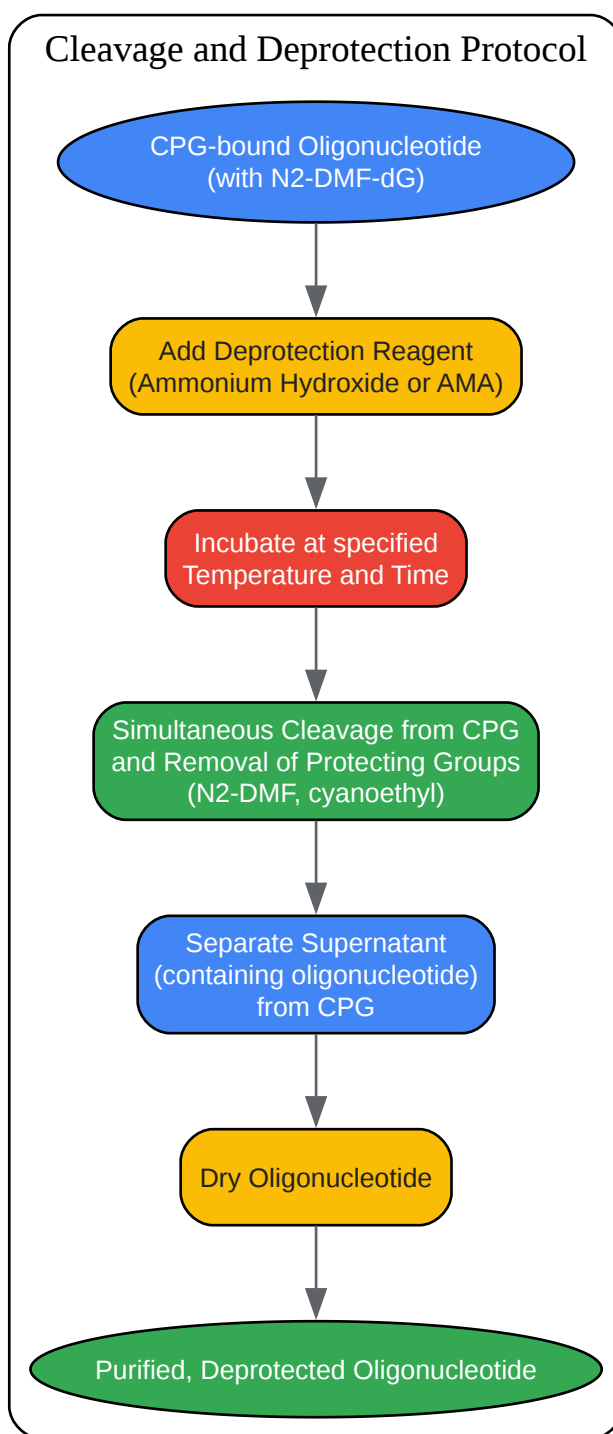 Cleavage and Deprotection Protocol
CPG-bound Oligonucleotide
(with N2-DMF-dG)
Add Deprotection Reagent
(Ammonium Hydroxide or AMA)
Incubate at specified
Temperature and Time
Simultaneous Cleavage from CPG
and Removal of Protecting Groups
(N2-DMF, cyanoethyl)
Separate Supernatant
(containing oligonucleotide)
from CPG
Dry Oligonucleotide
Purified, Deprotected Oligonucleotide